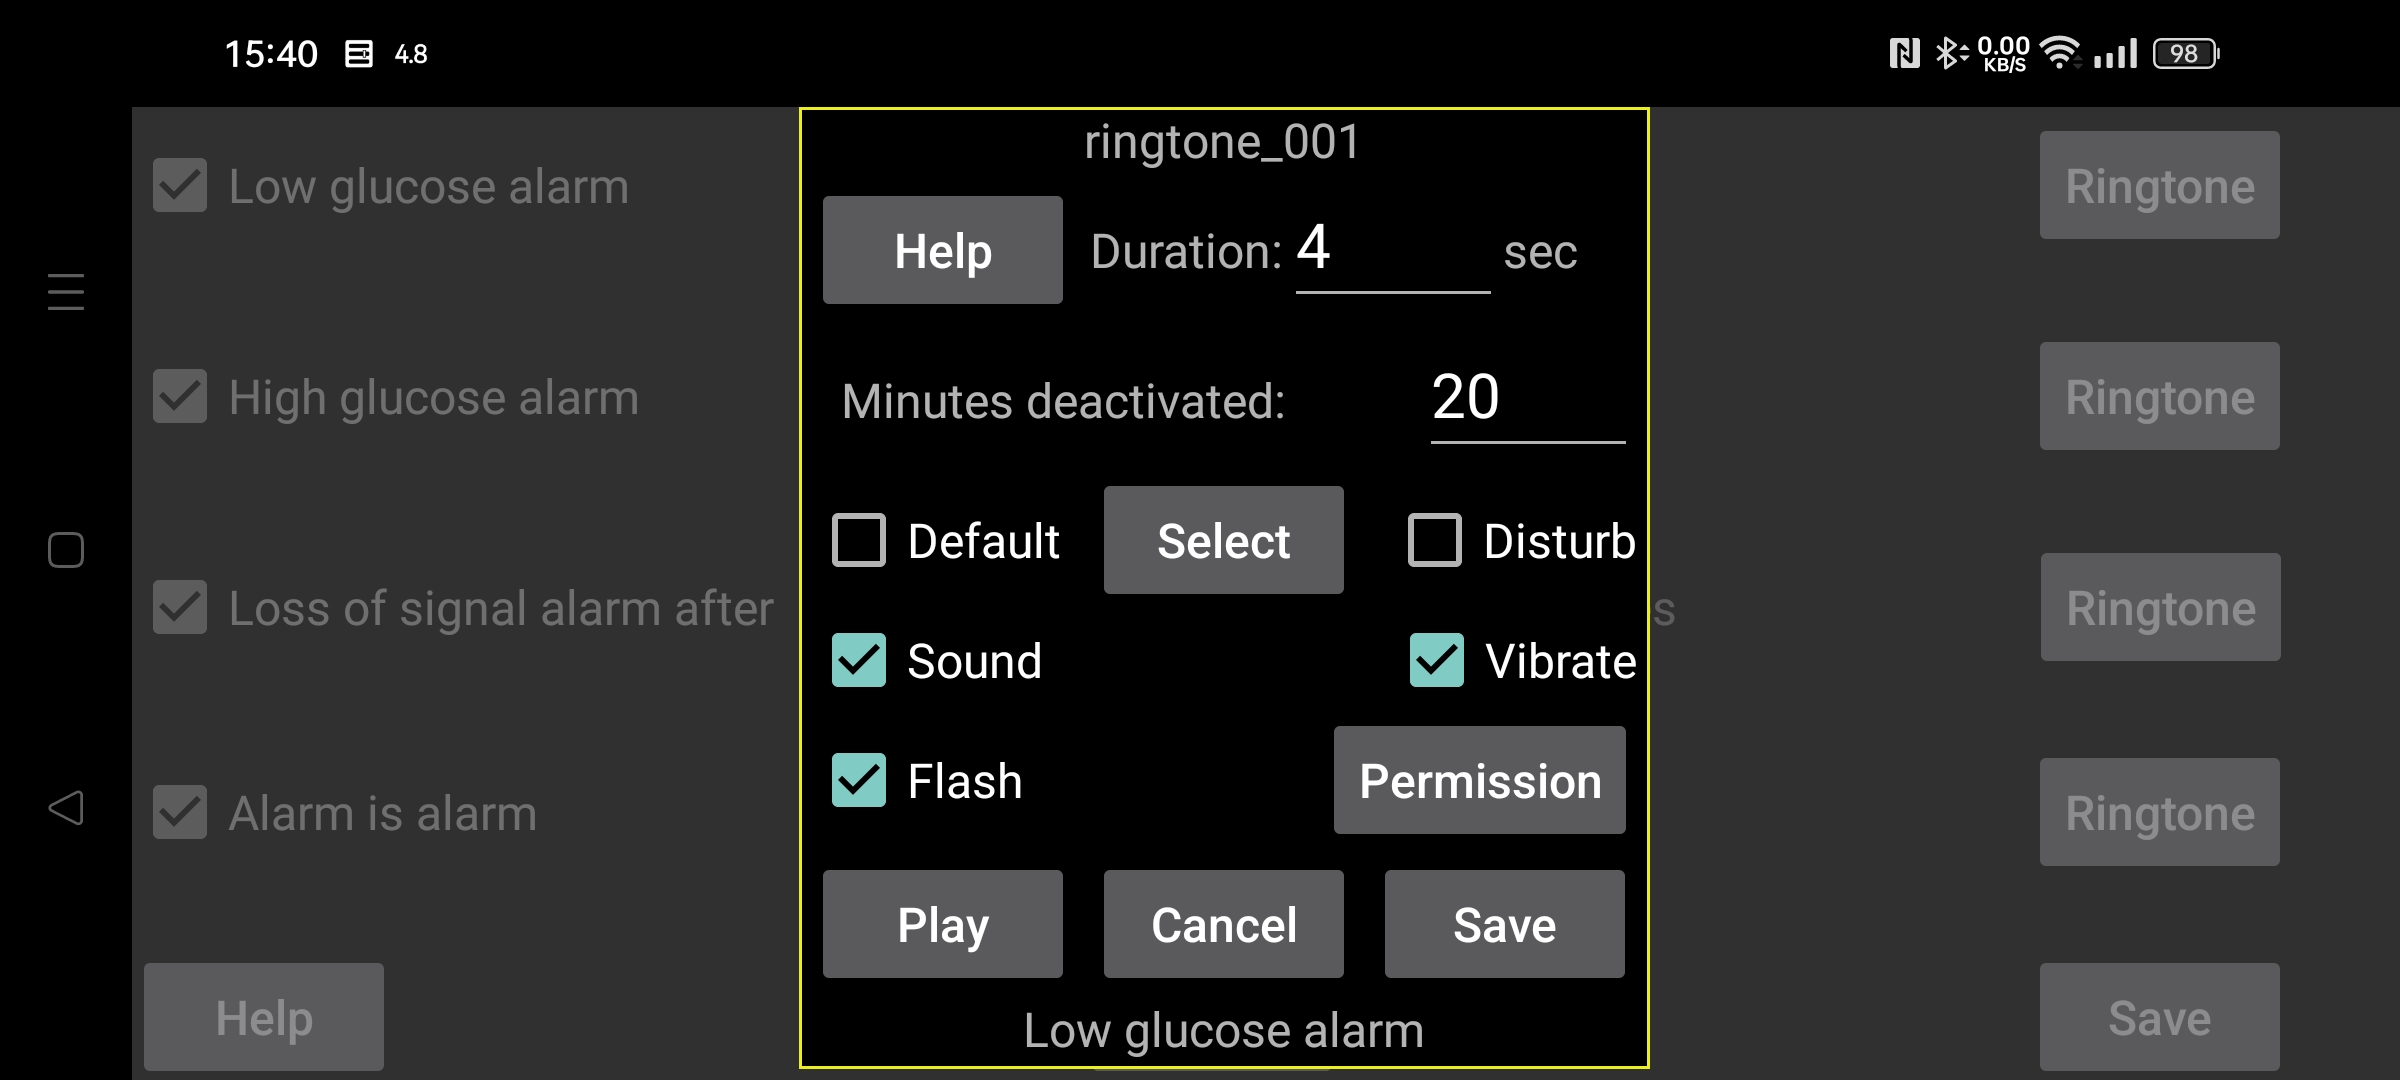 15:40 4.8 0.00 KB/S 98
ringtone_001
Low glucose alarm Ringtone
Help Duration: 4 sec
High glucose alarm Ringtone
Minutes deactivated: 20
Default Select Disturb
Loss of signal alarm after s Ringtone
Sound Vibrate
Flash Permission
Alarm is alarm Ringtone
Play Cancel Save
Help Save
Low glucose alarm